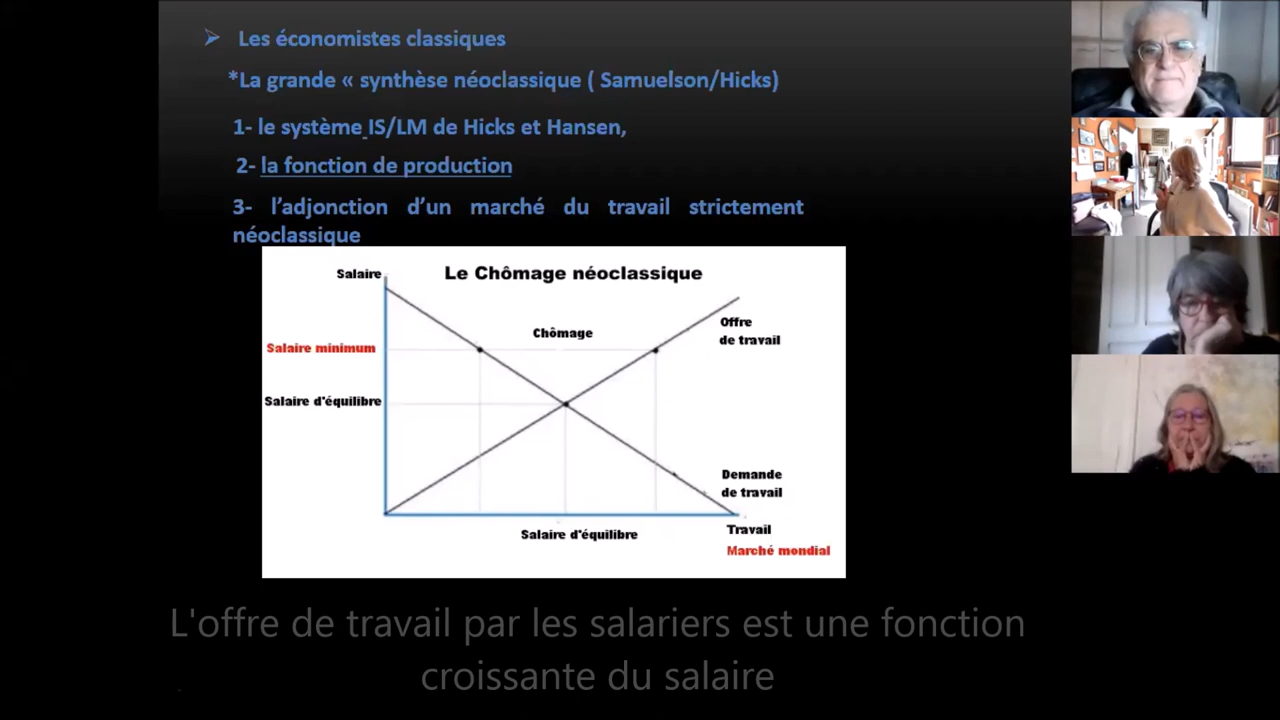 Les économistes classiques
*La grande « synthèse néoclassique ( Samuelson/Hicks)
1- le système IS/LM de Hicks et Hansen,
2- la fonction de production
3- l'adjonction d'un marché du travail strictement
néoclassique
Le Chômage néoclassique
Salaire
Offre
de travail
Chômage
Salaire minimum
Salaire d'équilibre
Demande
de travail
Salaire d'équilibre
Travail
Marché mondial
L'offre de travail par les salariers est une fonction
croissante du salaire